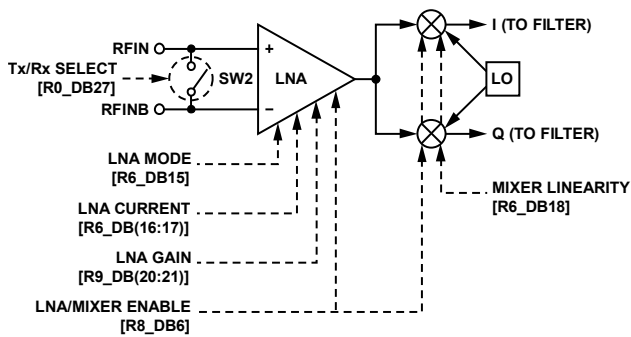 RFIN
+
I (TO FILTER)
Tx/Rx SELECT
[R0_DB27]
SW2
LNA
LO
RFINB
−
Q (TO FILTER)
LNA MODE
[R6_DB15]
MIXER LINEARITY
[R6_DB18]
LNA CURRENT
[R6_DB(16:17)]
LNA GAIN
[R9_DB(20:21)]
LNA/MIXER ENABLE
[R8_DB6]